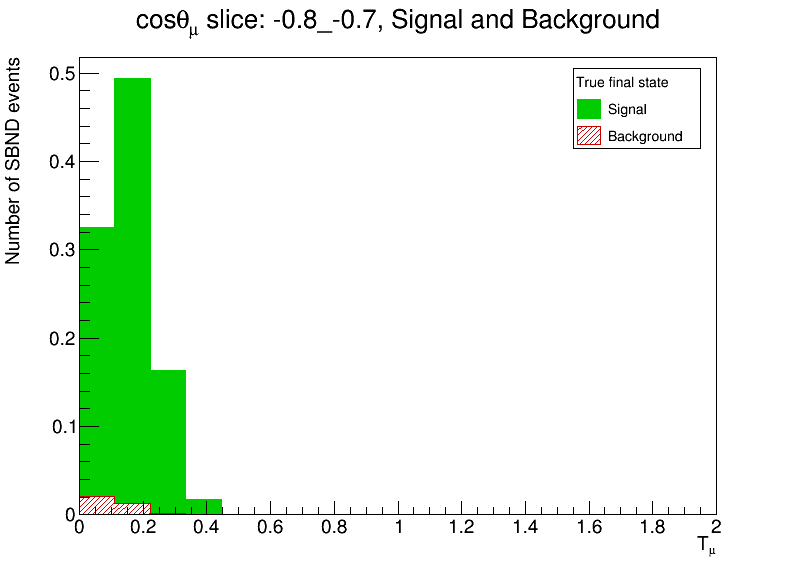 cosθμ slice: -0.8_-0.7, Signal and Background
Number of SBND events
True final state
Signal
Background
0.5
0.4
0.3
0.2
0.1
0
0 0.2 0.4 0.6 0.8 1 1.2 1.4 1.6 1.8 2
Tμ